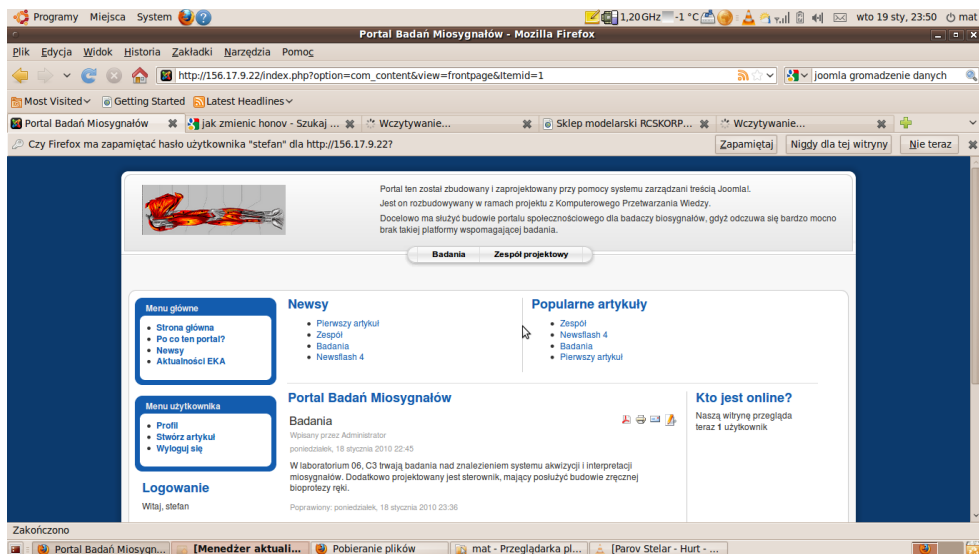 Programy Miejsca System
1,20 GHz -1 °C wto 19 sty, 23:50 mat
Portal Badań Miosygnałów - Mozilla Firefox
Plik Edycja Widok Historia Zakładki Narzędzia Pomoc
http://156.17.9.22/index.php?option=com_content&view=frontpage&Itemid=1
joomla gromadzenie danych
Most Visited Getting Started Latest Headlines
Portal Badań Miosygnałów jak zmienic honov - Szukaj ... Wczytywanie... Sklep modelarski RCSKORP... Wczytywanie...
Czy Firefox ma zapamiętać hasło użytkownika "stefan" dla http://156.17.9.22? Zapamiętaj Nigdy dla tej witryny Nie teraz
Portal ten został zbudowany i zaprojektowany przy pomocy systemu zarządzani treścią Joomla!.
Jest on rozbudowywany w ramach projektu z Komputerowego Przetwarzania Wiedzy.
Docelowo ma służyć budowie portalu społecznościowego dla badaczy biosygnałów, gdyż odczuwa się bardzo mocno
brak takiej platformy wspomagającej badania.
Badania Zespół projektowy
Menu główne
Strona główna
Po co ten portal?
Newsy
Aktualności EKA
Newsy
Pierwszy artykuł
Zespół
Badania
Newsflash 4
Popularne artykuły
Zespół
Newsflash 4
Badania
Pierwszy artykuł
Menu użytkownika
Profil
Stwórz artykuł
Wyloguj się
Logowanie
Witaj, stefan
Portal Badań Miosygnałów
Badania
Wpisany przez Administrator
poniedziałek, 18 stycznia 2010 22:45
W laboratorium 06, C3 trwają badania nad znalezieniem systemu akwizycji i interpretacji
miosygnałów. Dodatkowo projektowany jest sterownik, mający posłużyć budowie zręcznej
bioprotezy ręki.
Poprawiony: poniedziałek, 18 stycznia 2010 23:36
Kto jest online?
Naszą witrynę przegląda
teraz 1 użytkownik
Zakończono
Portal Badań Miosygn... [Menedżer aktuali... Pobieranie plików mat - Przeglądarka pl... [Parov Stelar - Hurt - ...